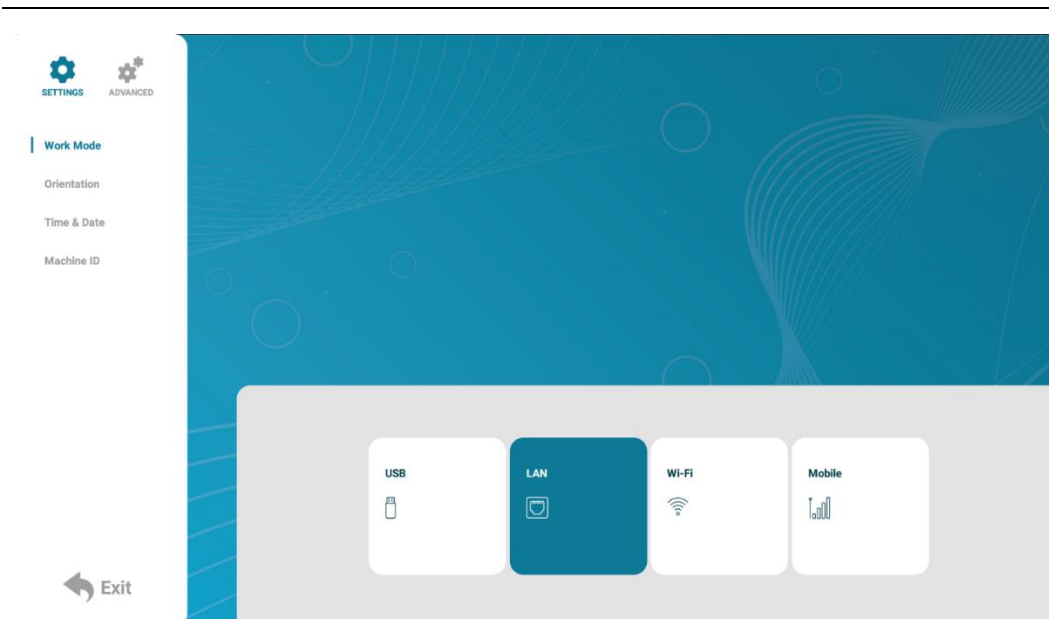 SETTINGS
ADVANCED
Work Mode
Orientation
Time & Date
Machine ID
USB
LAN
Wi-Fi
Mobile
Exit